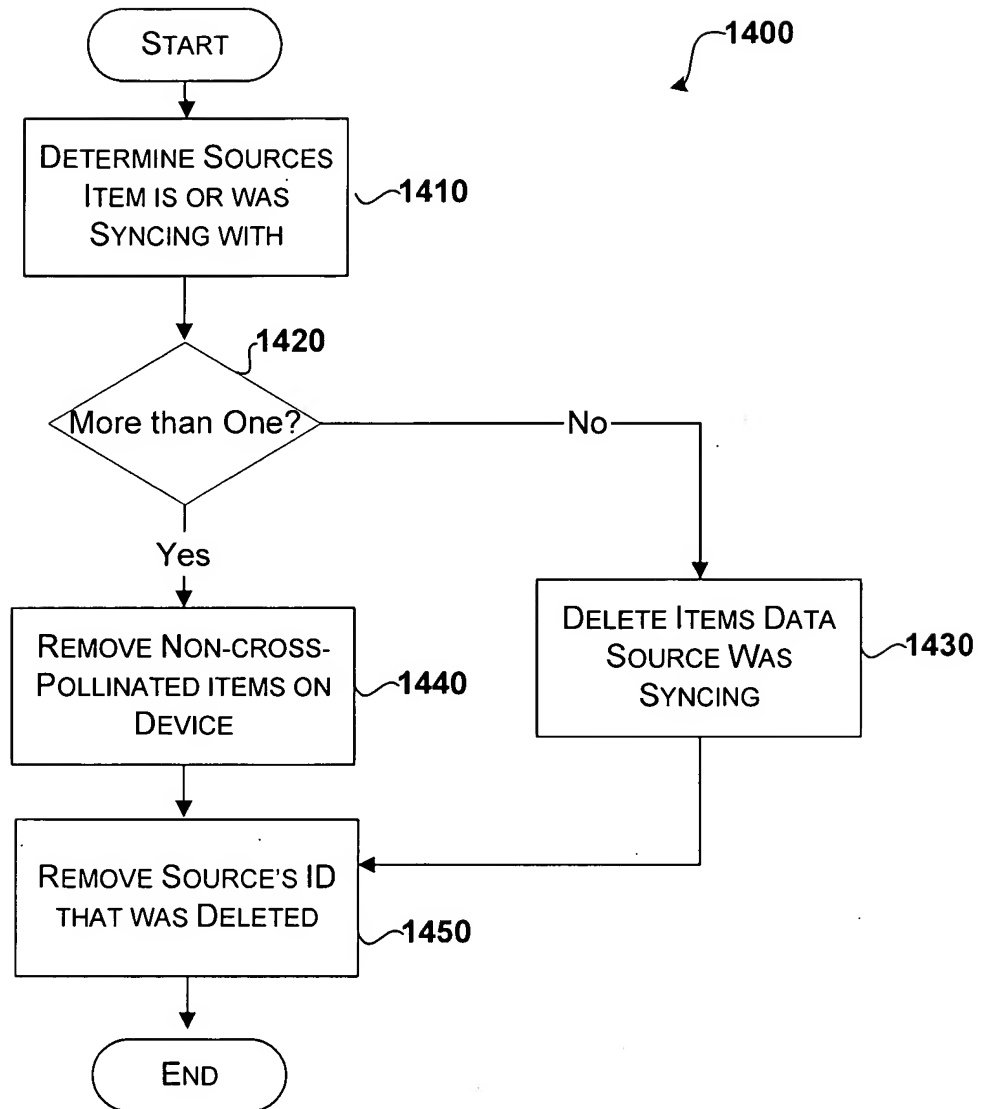 START
1400
DETERMINE SOURCES
ITEM IS OR WAS
SYNCING WITH
1410
1420
More than One?
No
Yes
REMOVE NON-CROSS-
POLLINATED ITEMS ON
DEVICE
1440
DELETE ITEMS DATA
SOURCE WAS
SYNCING
1430
REMOVE SOURCE'S ID
THAT WAS DELETED
1450
END